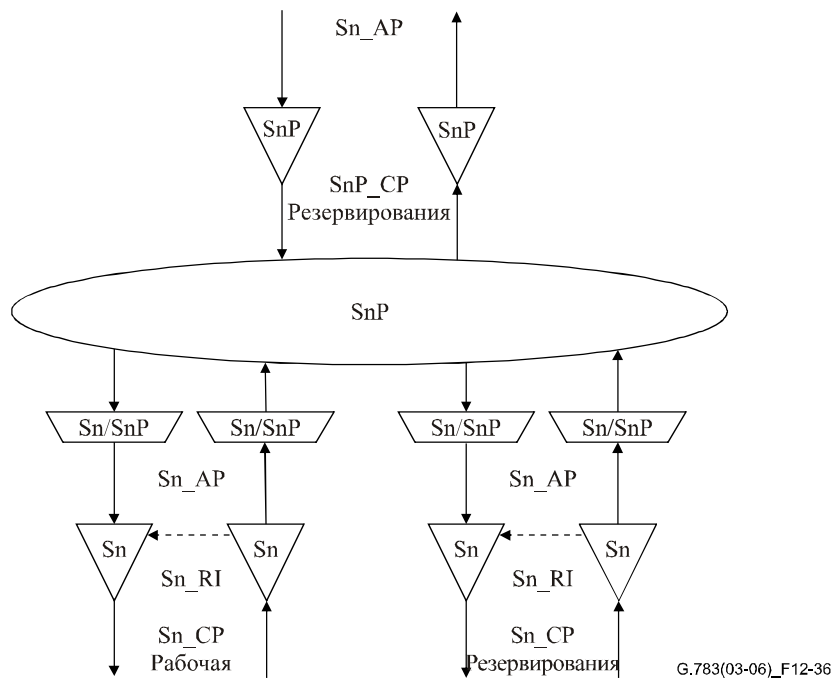 Sn_AP
SnP SnP
SnP_CP
Резервирования
SnP
Sn/SnP Sn/SnP Sn/SnP Sn/SnP
Sn_AP Sn_AP
Sn Sn Sn Sn
Sn_RI Sn_RI
Sn_CP Sn_CP
Рабочая Резервирования
G.783(03-06)_F12-36